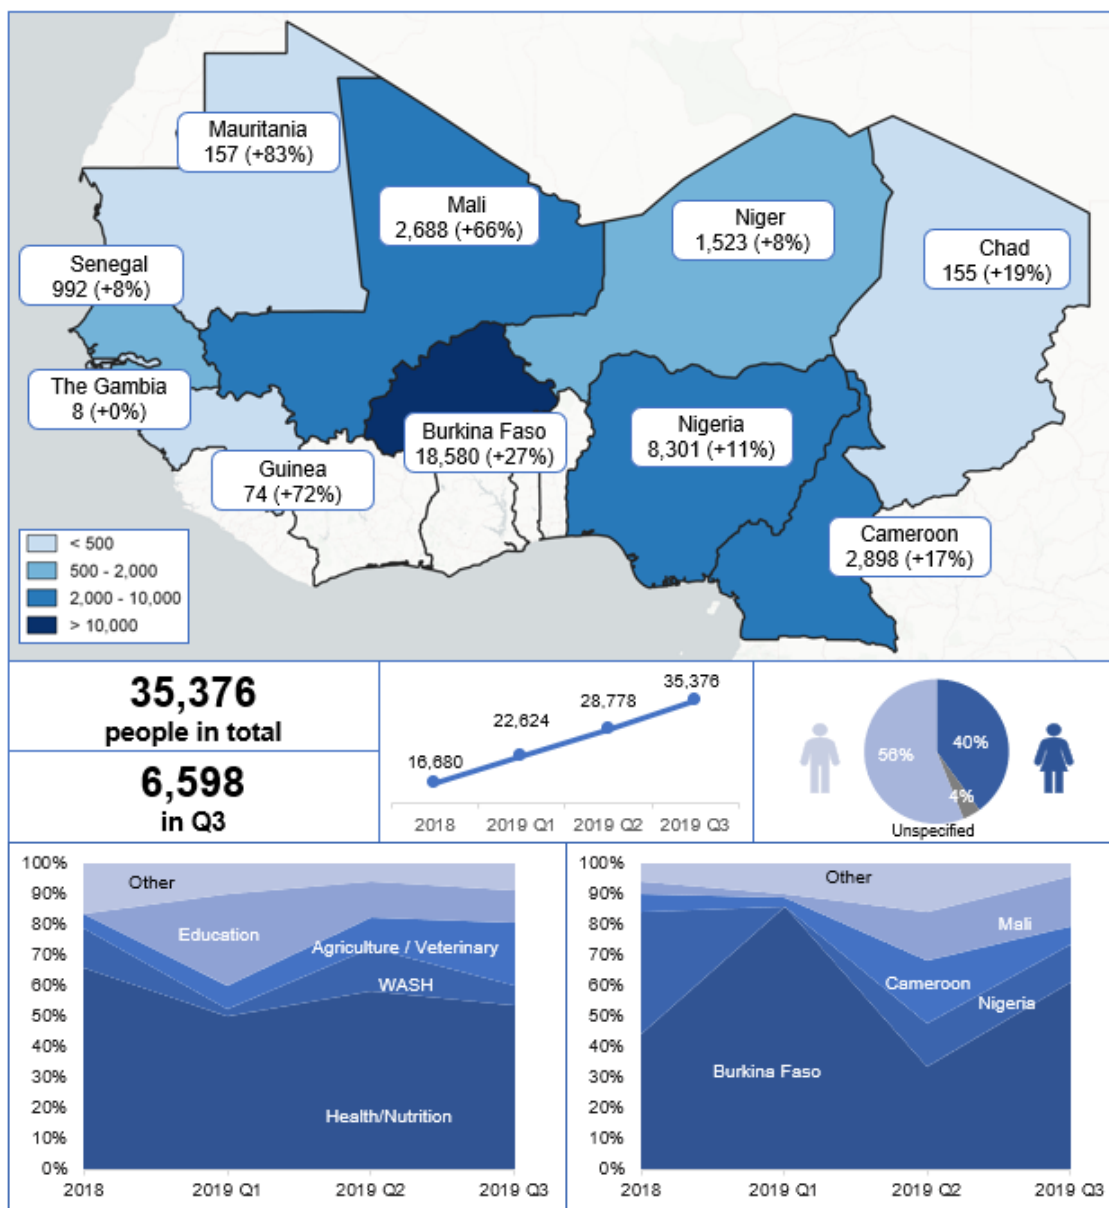 Mauritania
157 (+83%)
Mali
2,688 (+66%)
Niger
1,523 (+8%)
Chad
155 (+19%)
Senegal
992 (+8%)
The Gambia
8 (+0%)
Burkina Faso
18,580 (+27%)
Nigeria
8,301 (+11%)
Guinea
74 (+72%)
Cameroon
2,898 (+17%)
< 500
500 - 2,000
2,000 - 10,000
> 10,000
35,376
people in total
6,598
in Q3
16,680
22,624
28,778
35,376
2018
2019 Q1
2019 Q2
2019 Q3
56%
40%
4%
Unspecified
100%
90%
80%
70%
60%
50%
40%
30%
20%
10%
0%
Other
Education
Agriculture / Veterinary
WASH
Health/Nutrition
2018
2019 Q1
2019 Q2
2019 Q3
100%
90%
80%
70%
60%
50%
40%
30%
20%
10%
0%
Other
Mali
Cameroon
Nigeria
Burkina Faso
2018
2019 Q1
2019 Q2
2019 Q3